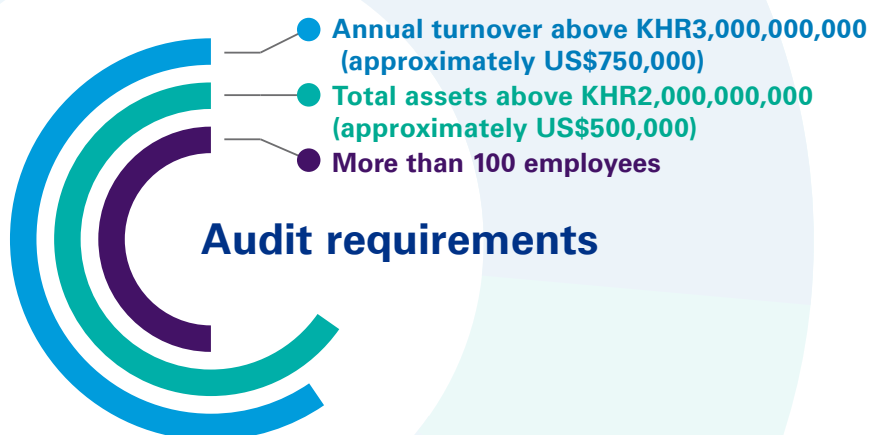 Annual turnover above KHR3,000,000,000
(approximately US$750,000)
Total assets above KHR2,000,000,000
(approximately US$500,000)
More than 100 employees
Audit requirements